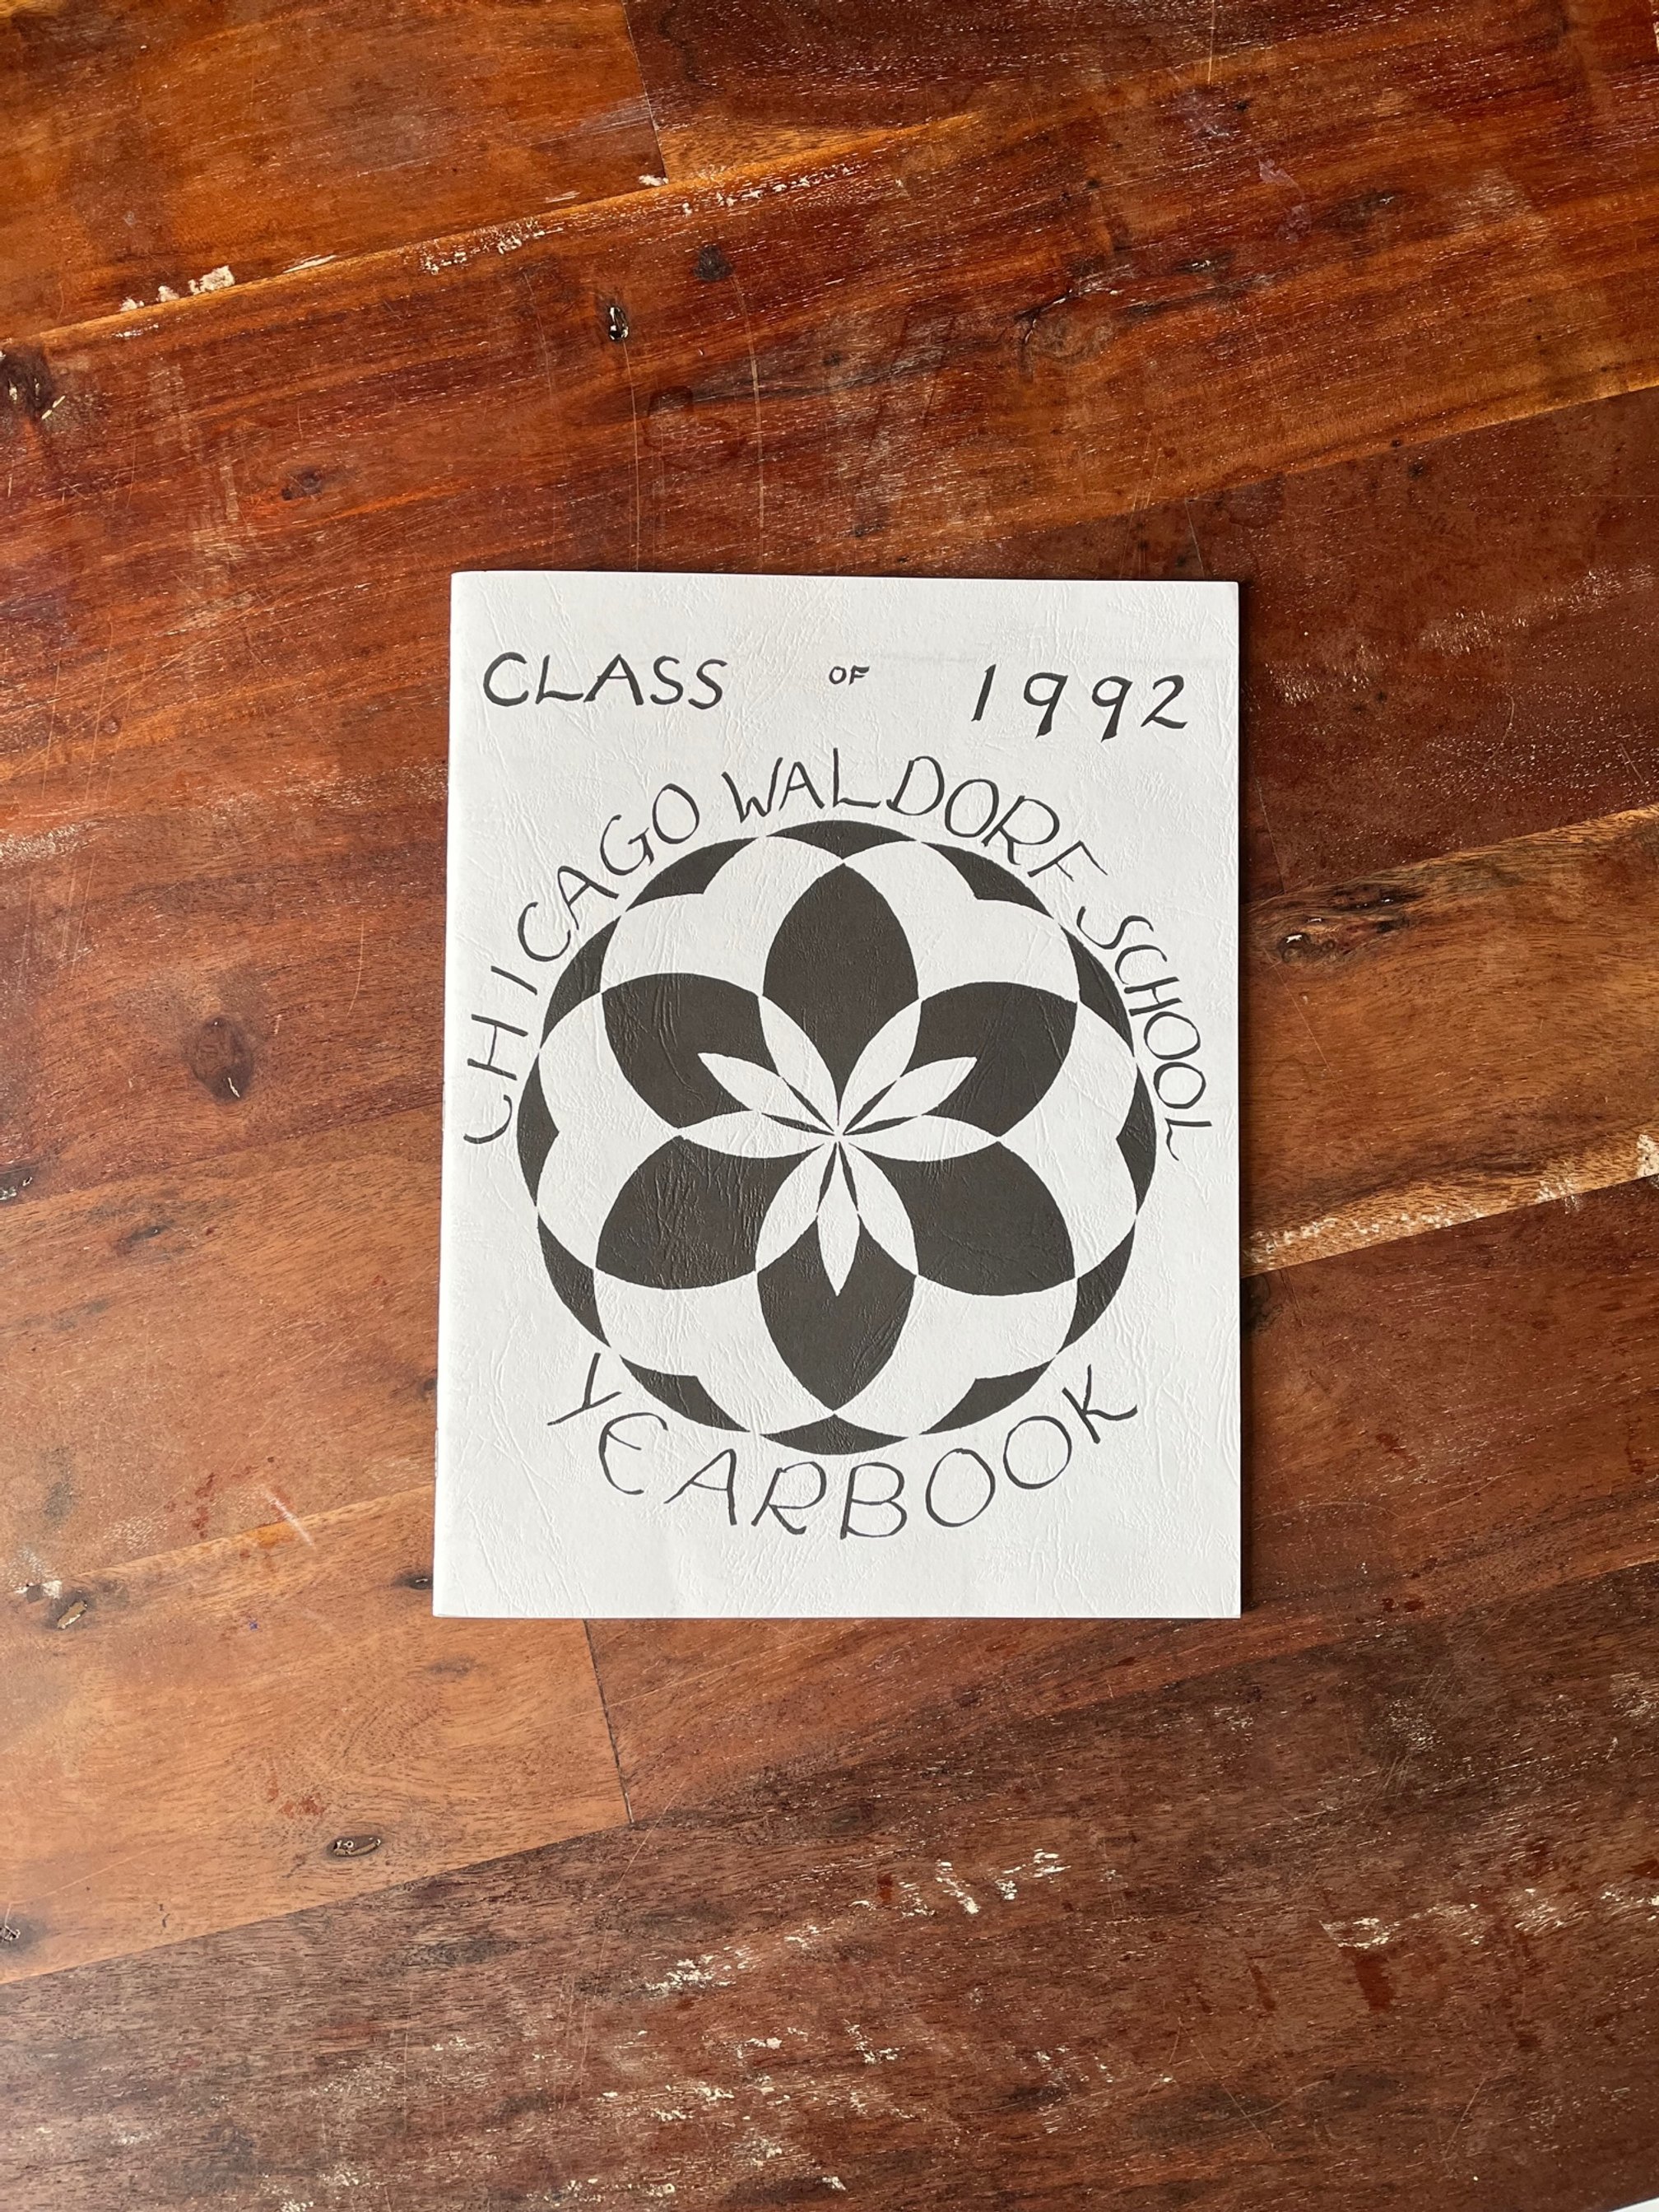 CLASS OF 1992
CHICAGO WALDORF SCHOOL
YEARBOOK